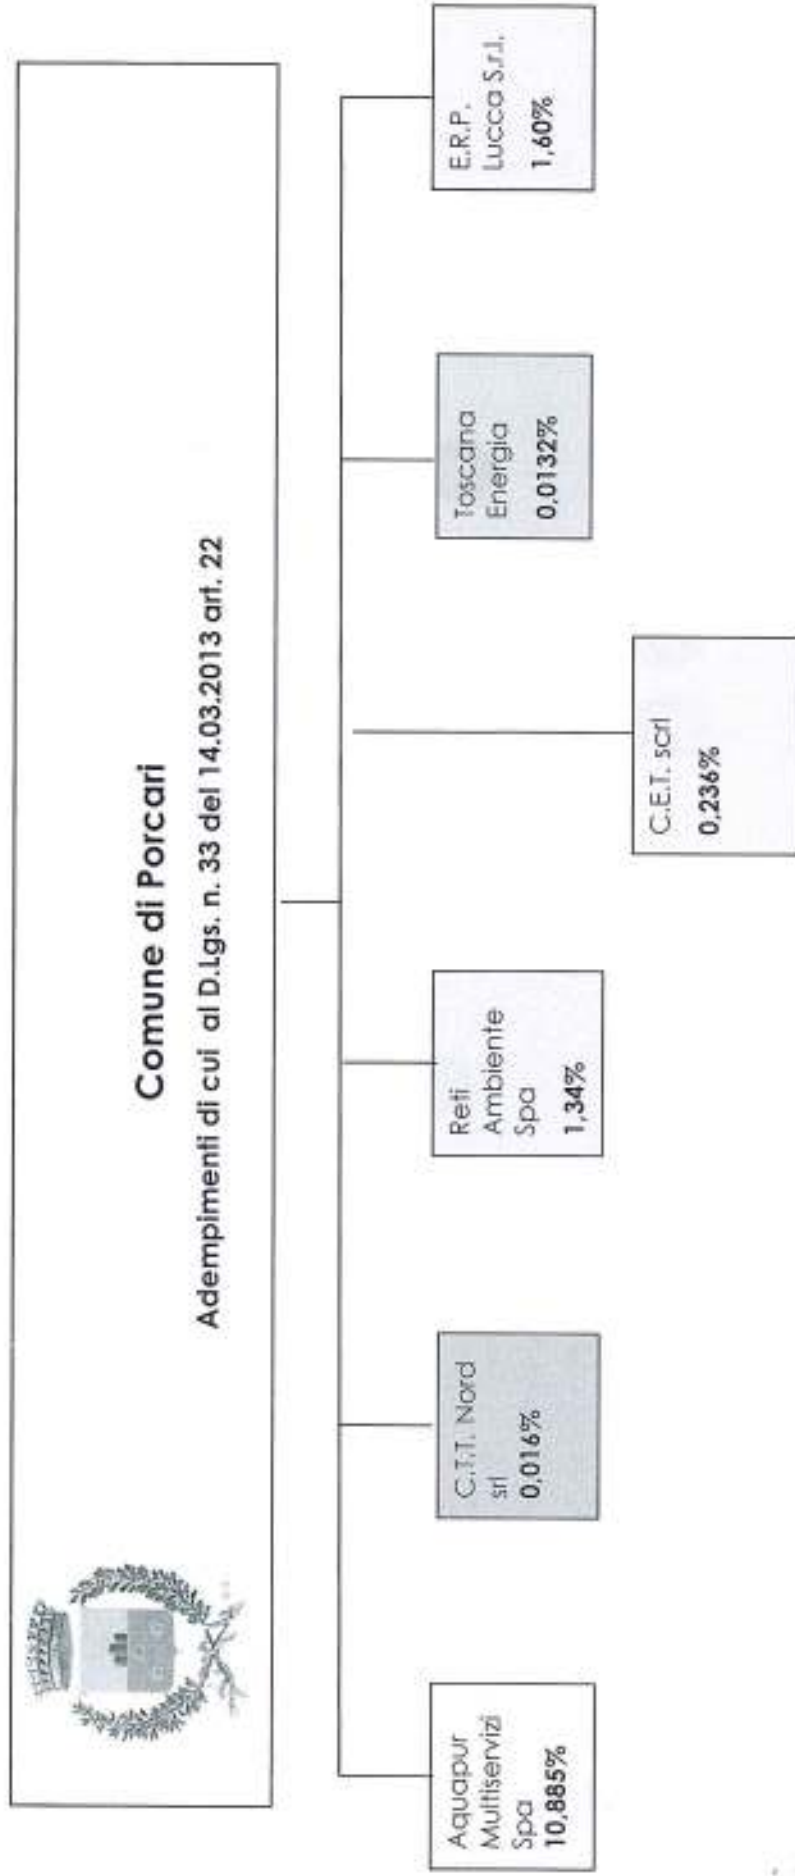 Comune di Porcari
Adempimenti di cui al D.Lgs. n. 33 del 14.03.2013 art. 22
Aquapur
Multiservizi
Spa
10,885%
C.T.T. Nord
srl
0,016%
Reti
Ambiente
Spa
1,34%
C.E.T. scrl
0,236%
Toscana
Energia
0,0132%
E.R.P.
Lucca S.r.l.
1,60%